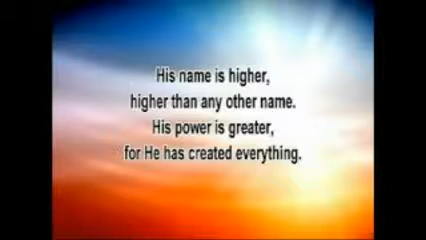 His name is higher,
higher than any other name.
His power is greater,
for He has created everything.